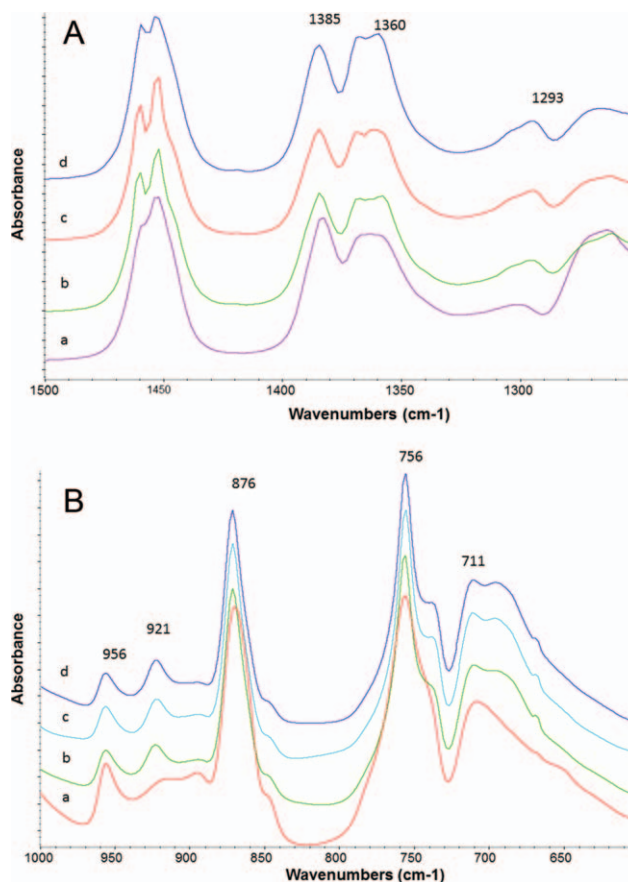 A
1385
1360
1293
d
c
b
a
Absorbance
1500
1450
1400
1350
1300
Wavenumbers (cm-1)
B
956
921
876
756
711
d
c
b
a
Absorbance
1000
950
900
850
800
750
700
650
Wavenumbers (cm-1)